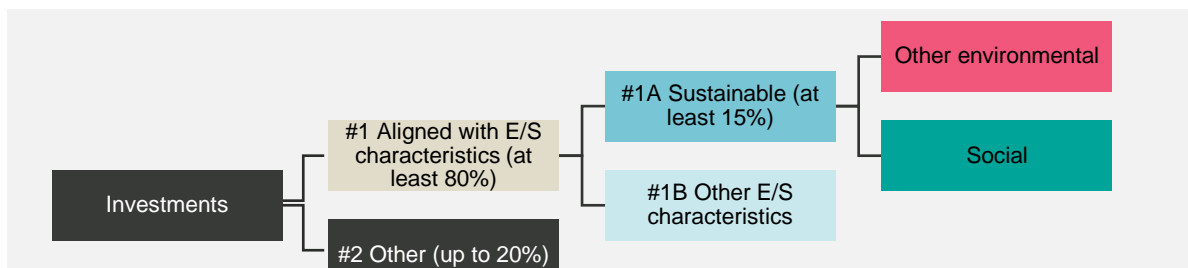 Investments
#1 Aligned with E/S
characteristics (at
least 80%)
#2 Other (up to 20%)
#1A Sustainable (at
least 15%)
#1B Other E/S
characteristics
Other environmental
Social